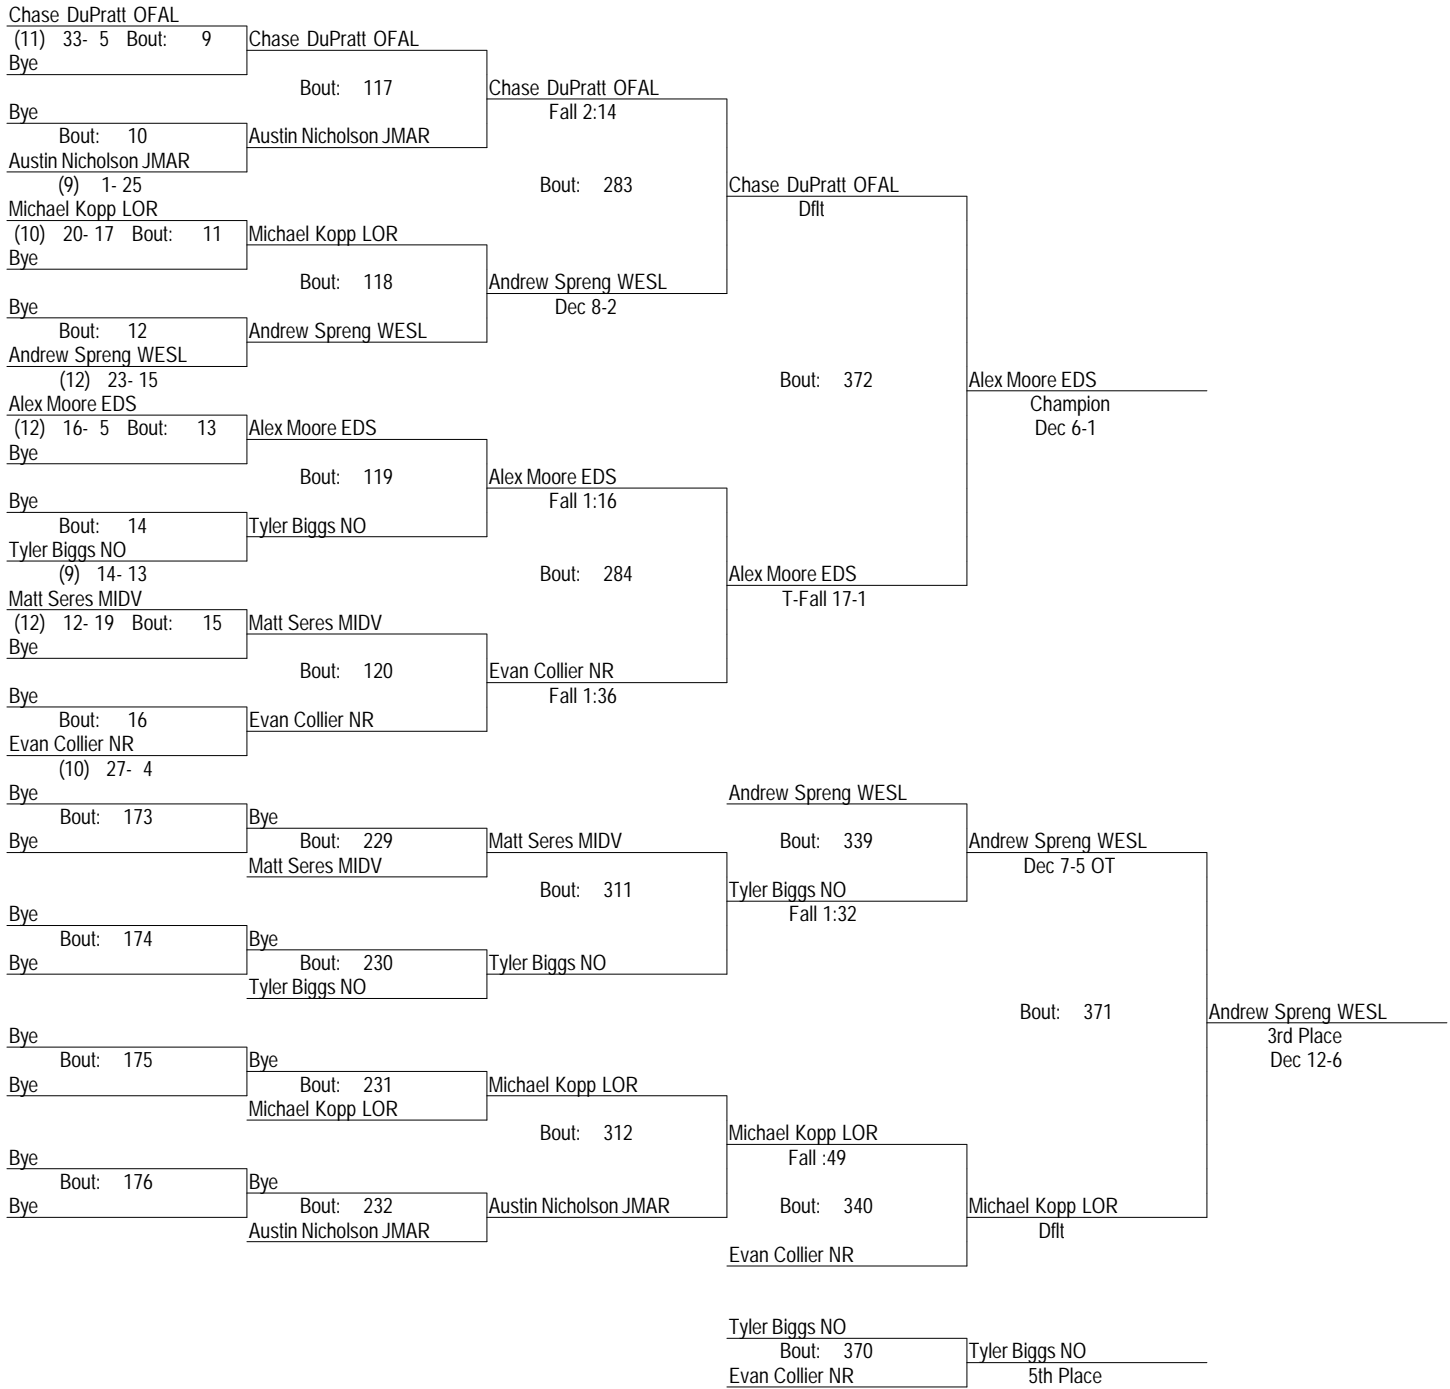 Chase DuPratt OFAL
(11) 33- 5 Bout: 9 Chase DuPratt OFAL
Bye
Bout: 117 Chase DuPratt OFAL
Bye Fall 2:14
Bout: 10 Austin Nicholson JMAR
Austin Nicholson JMAR
(9) 1- 25 Bout: 283 Chase DuPratt OFAL
Michael Kopp LOR Dflt
(10) 20- 17 Bout: 11 Michael Kopp LOR
Bye
Bout: 118 Andrew Spreng WESL
Bye Dec 8-2
Bout: 12 Andrew Spreng WESL
Andrew Spreng WESL
(12) 23- 15 Bout: 372 Alex Moore EDS
Alex Moore EDS Champion
(12) 16- 5 Bout: 13 Alex Moore EDS Dec 6-1
Bye
Bout: 119 Alex Moore EDS
Bye Fall 1:16
Bout: 14 Tyler Biggs NO
Tyler Biggs NO
(9) 14- 13 Bout: 284 Alex Moore EDS
Matt Seres MIDV T-Fall 17-1
(12) 12- 19 Bout: 15 Matt Seres MIDV
Bye
Bout: 120 Evan Collier NR
Bye Fall 1:36
Bout: 16 Evan Collier NR
Evan Collier NR
(10) 27- 4
Bye Andrew Spreng WESL
Bout: 173 Bye
Bye Bout: 229 Matt Seres MIDV Bout: 339 Andrew Spreng WESL
Matt Seres MIDV Dec 7-5 OT
Bout: 311 Tyler Biggs NO
Bye Fall 1:32
Bout: 174 Bye
Bye Bout: 230 Tyler Biggs NO
Tyler Biggs NO
Bout: 371 Andrew Spreng WESL
Bye 3rd Place
Bout: 175 Bye Dec 12-6
Bye Bout: 231 Michael Kopp LOR
Michael Kopp LOR
Bout: 312 Michael Kopp LOR
Bye Fall :49
Bout: 176 Bye
Bye Bout: 232 Austin Nicholson JMAR Bout: 340 Michael Kopp LOR
Austin Nicholson JMAR Dflt
Evan Collier NR
Tyler Biggs NO
Bout: 370 Tyler Biggs NO
Evan Collier NR 5th Place